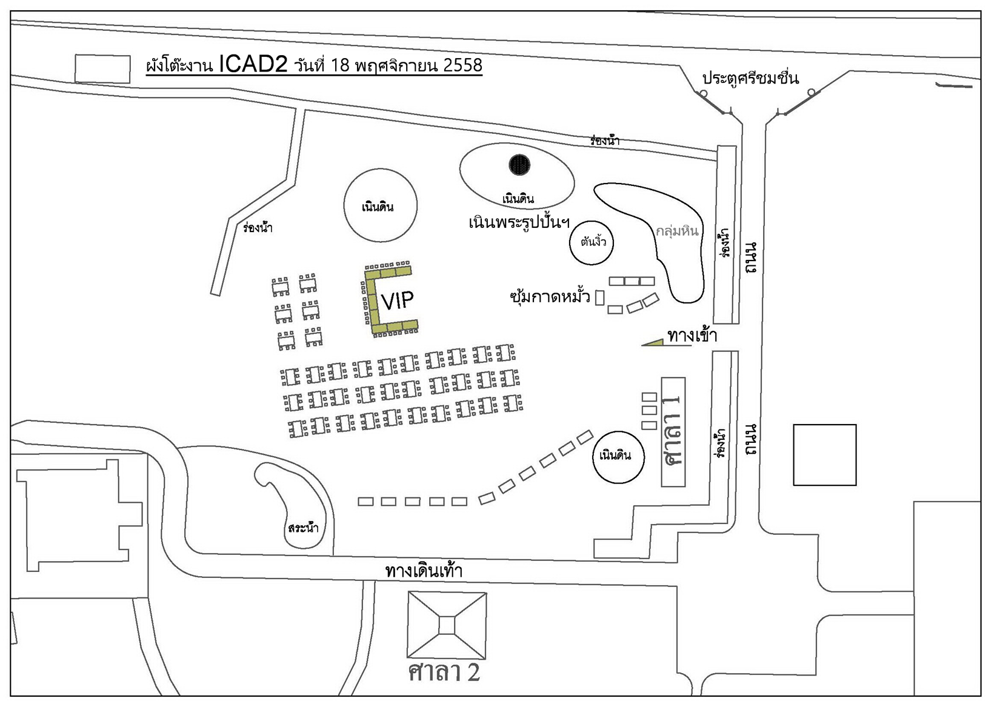 ผังโต๊ะงาน ICAD2 วันที่ 18 พฤศจิกายน 2558
ประตูศรีชมชื่น
ร่องน้ำ
เนินดิน
เนินดิน
เนินพระรูปปั้นฯ
ร่องน้ำ
ต้นงิ้ว
กลุ่มหิน
ร่องน้ำ
ถนน
VIP
ซุ้มกาดหมั้ว
ทางเข้า
ศาลา 1
ร่องน้ำ
ถนน
เนินดิน
สระน้ำ
ทางเดินเท้า
ศาลา 2